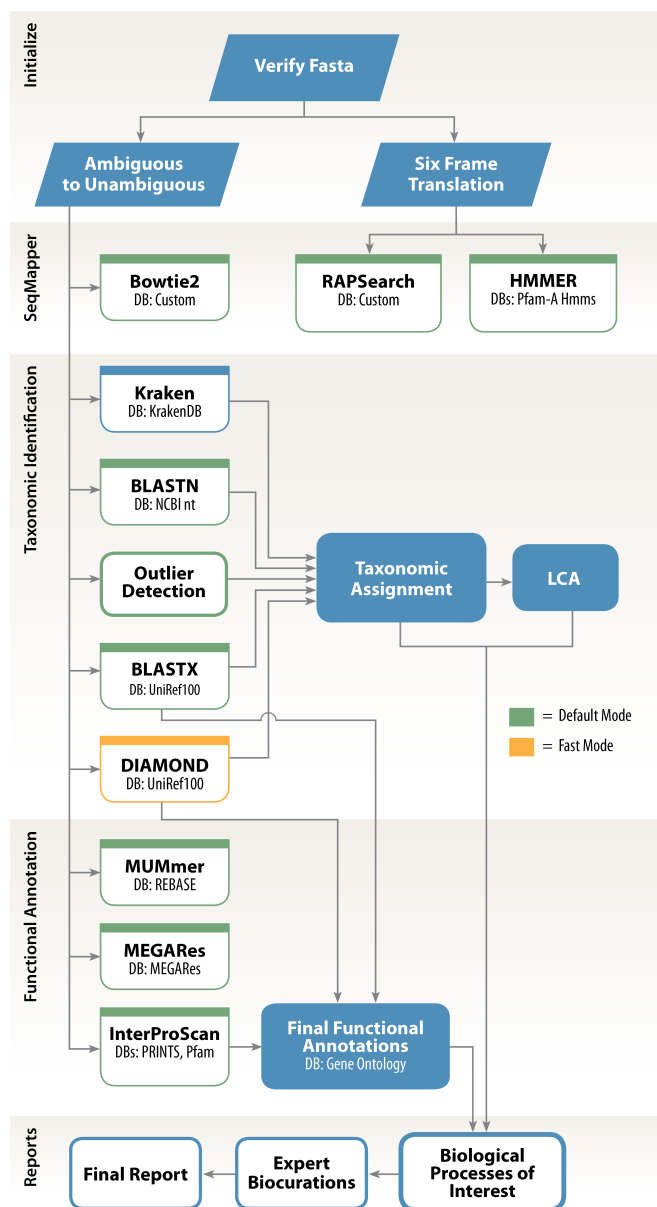 Initialize
Verify Fasta
Ambiguous
to Unambiguous
Six Frame
Translation
SeqMapper
Bowtie2
DB: Custom
RAPSearch
DB: Custom
HMMER
DBs: Pfam-A Hmms
Taxonomic Identification
Kraken
DB: KrakenDB
BLASTN
DB: NCBI nt
Outlier
Detection
BLASTX
DB: UniRef100
DIAMOND
DB: UniRef100
Taxonomic
Assignment
LCA
= Default Mode
= Fast Mode
Functional Annotation
MUMmer
DB: REBASE
MEGARes
DB: MEGARes
InterProScan
DBs: PRINTS, Pfam
Final Functional
Annotations
DB: Gene Ontology
Reports
Final Report
Expert
Biocurations
Biological
Processes of
Interest